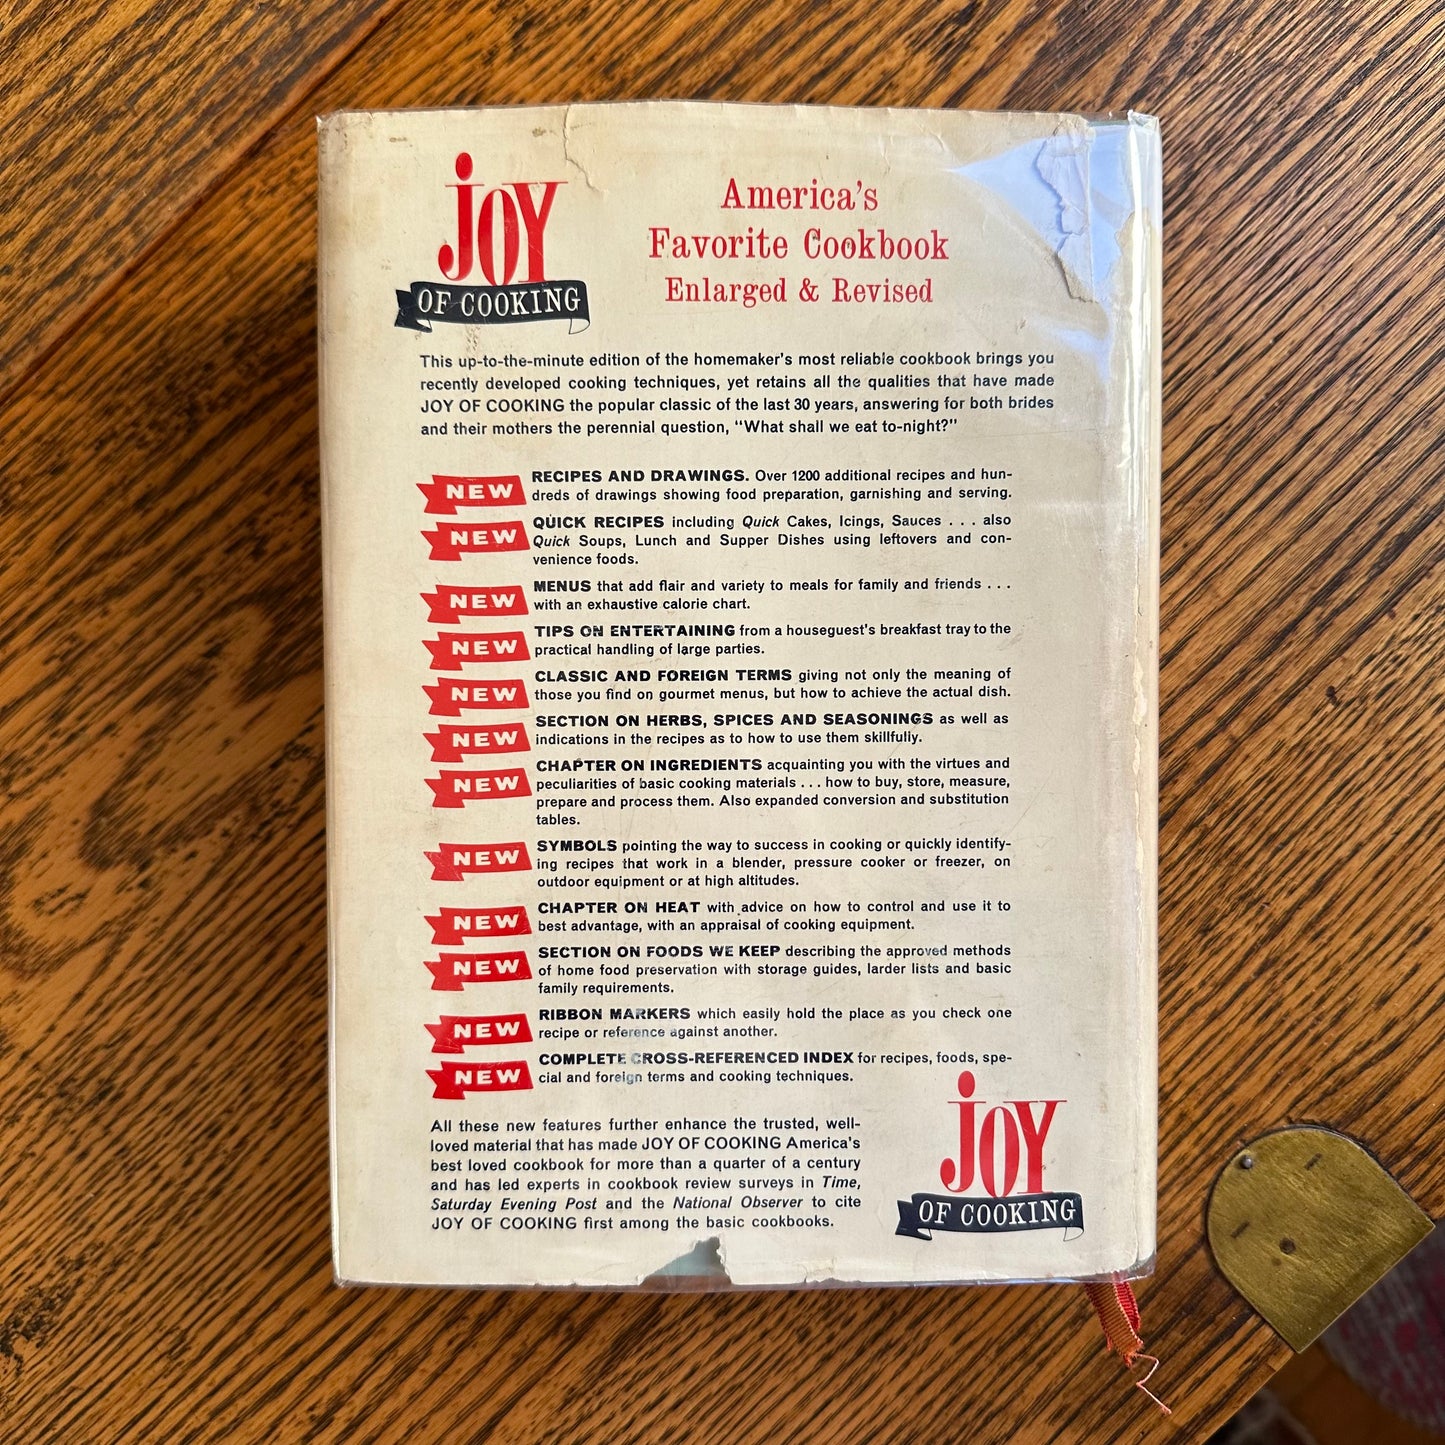 JOY
OF COOKING
America's
Favorite Cookbook
Enlarged & Revised
This up-to-the-minute edition of the homemaker's most reliable cookbook brings you
recently developed cooking techniques, yet retains all the qualities that have made
JOY OF COOKING the popular classic of the last 30 years, answering for both brides
and their mothers the perennial question, "What shall we eat to-night?"
NEW RECIPES AND DRAWINGS. Over 1200 additional recipes and hun-
dreds of drawings showing food preparation, garnishing and serving.
NEW QUICK RECIPES including Quick Cakes, Icings, Sauces . . . also
Quick Soups, Lunch and Supper Dishes using leftovers and con-
venience foods.
NEW MENUS that add flair and variety to meals for family and friends . . .
with an exhaustive calorie chart.
NEW TIPS ON ENTERTAINING from a houseguest's breakfast tray to the
practical handling of large parties.
NEW CLASSIC AND FOREIGN TERMS giving not only the meaning of
those you find on gourmet menus, but how to achieve the actual dish.
NEW SECTION ON HERBS, SPICES AND SEASONINGS as well as
indications in the recipes as to how to use them skillfully.
NEW CHAPTER ON INGREDIENTS acquainting you with the virtues and
peculiarities of basic cooking materials . . . how to buy, store, measure,
prepare and process them. Also expanded conversion and substitution
tables.
NEW SYMBOLS pointing the way to success in cooking or quickly identify-
ing recipes that work in a blender, pressure cooker or freezer, on
outdoor equipment or at high altitudes.
NEW CHAPTER ON HEAT with advice on how to control and use it to
best advantage, with an appraisal of cooking equipment.
NEW SECTION ON FOODS WE KEEP describing the approved methods
of home food preservation with storage guides, larder lists and basic
family requirements.
NEW RIBBON MARKERS which easily hold the place as you check one
recipe or reference against another.
NEW COMPLETE CROSS-REFERENCED INDEX for recipes, foods, spe-
cial and foreign terms and cooking techniques.
All these new features further enhance the trusted, well-
loved material that has made JOY OF COOKING America's
best loved cookbook for more than a quarter of a century
and has led experts in cookbook review surveys in Time,
Saturday Evening Post and the National Observer to cite
JOY OF COOKING first among the basic cookbooks.
JOY
OF COOKING